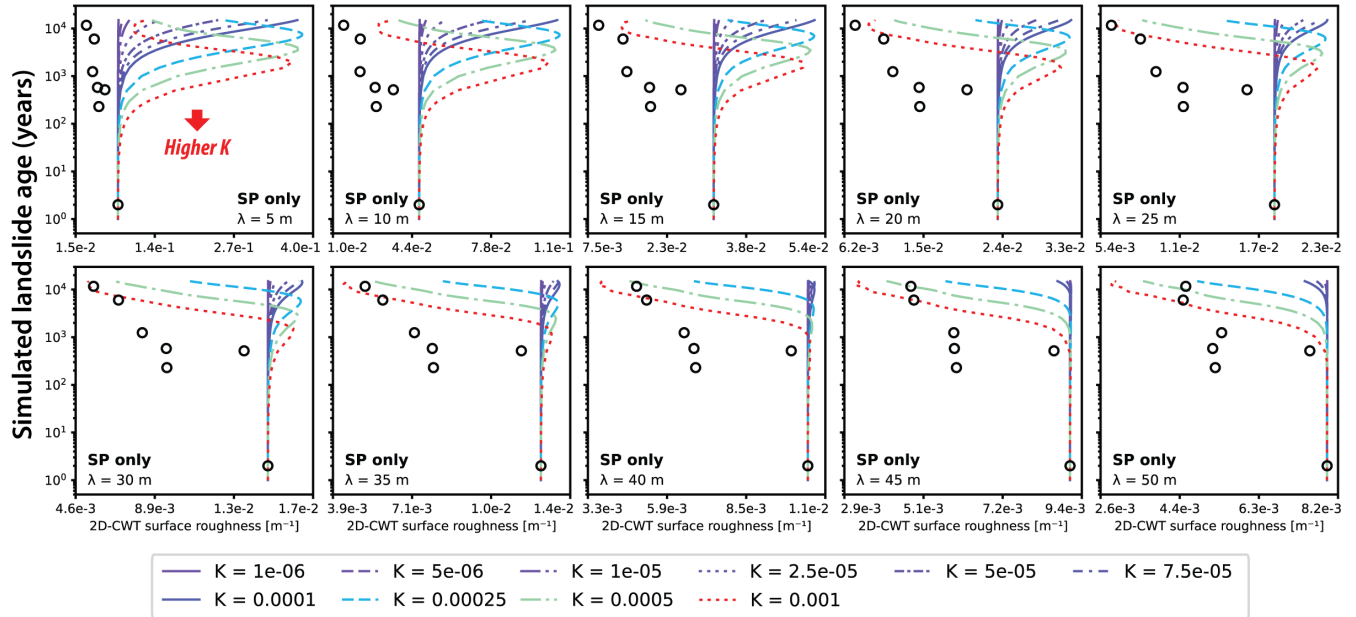 Simulated landslide age (years)
10⁴
10³
10²
10¹
10⁰
Higher K
SP only
λ = 5 m
SP only
λ = 10 m
SP only
λ = 15 m
SP only
λ = 20 m
SP only
λ = 25 m
1.5e-2 1.4e-1 2.7e-1 4.0e-1
1.0e-2 4.4e-2 7.8e-2 1.1e-1
7.5e-3 2.3e-2 3.8e-2 5.4e-2
6.2e-3 1.5e-2 2.4e-2 3.3e-2
5.4e-3 1.1e-2 1.7e-2 2.3e-2
10⁴
10³
10²
10¹
10⁰
SP only
λ = 30 m
SP only
λ = 35 m
SP only
λ = 40 m
SP only
λ = 45 m
SP only
λ = 50 m
4.6e-3 8.9e-3 1.3e-2 1.7e-2
3.9e-3 7.1e-3 1.0e-2 1.4e-2
3.3e-3 5.9e-3 8.5e-3 1.1e-2
2.9e-3 5.1e-3 7.2e-3 9.4e-3
2.6e-3 4.4e-3 6.3e-3 8.2e-3
2D-CWT surface roughness [m⁻¹]
2D-CWT surface roughness [m⁻¹]
2D-CWT surface roughness [m⁻¹]
2D-CWT surface roughness [m⁻¹]
2D-CWT surface roughness [m⁻¹]
K = 1e-06 K = 5e-06 K = 1e-05 K = 2.5e-05 K = 5e-05 K = 7.5e-05
K = 0.0001 K = 0.00025 K = 0.0005 K = 0.001